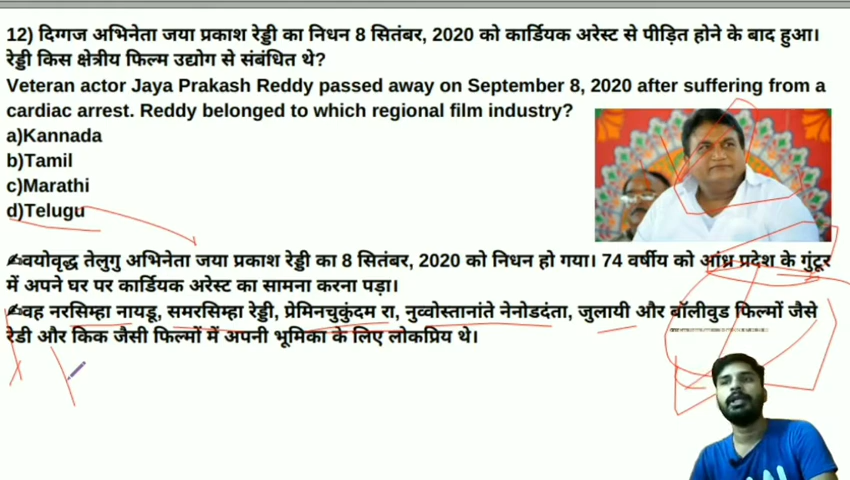 12) दिग्गज अभिनेता जया प्रकाश रेड्डी का निधन 8 सितंबर, 2020 को कार्डियक अरेस्ट से पीड़ित होने के बाद हुआ।
रेड्डी किस क्षेत्रीय फिल्म उद्योग से संबंधित थे?
Veteran actor Jaya Prakash Reddy passed away on September 8, 2020 after suffering from a
cardiac arrest. Reddy belonged to which regional film industry?
a)Kannada
b)Tamil
c)Marathi
d)Telugu
✍वयोवृद्ध तेलुगु अभिनेता जया प्रकाश रेड्डी का 8 सितंबर, 2020 को निधन हो गया। 74 वर्षीय को आंध्र प्रदेश के गुंटूर
में अपने घर पर कार्डियक अरेस्ट का सामना करना पड़ा।
✍वह नरसिम्हा नायडू, समरसिम्हा रेड्डी, प्रेमिनचुकुंदम रा, नुव्वोस्तानांते नेनोडदंता, जुलायी और बॉलीवुड फिल्मों जैसे
रेडी और किक जैसी फिल्मों में अपनी भूमिका के लिए लोकप्रिय थे।